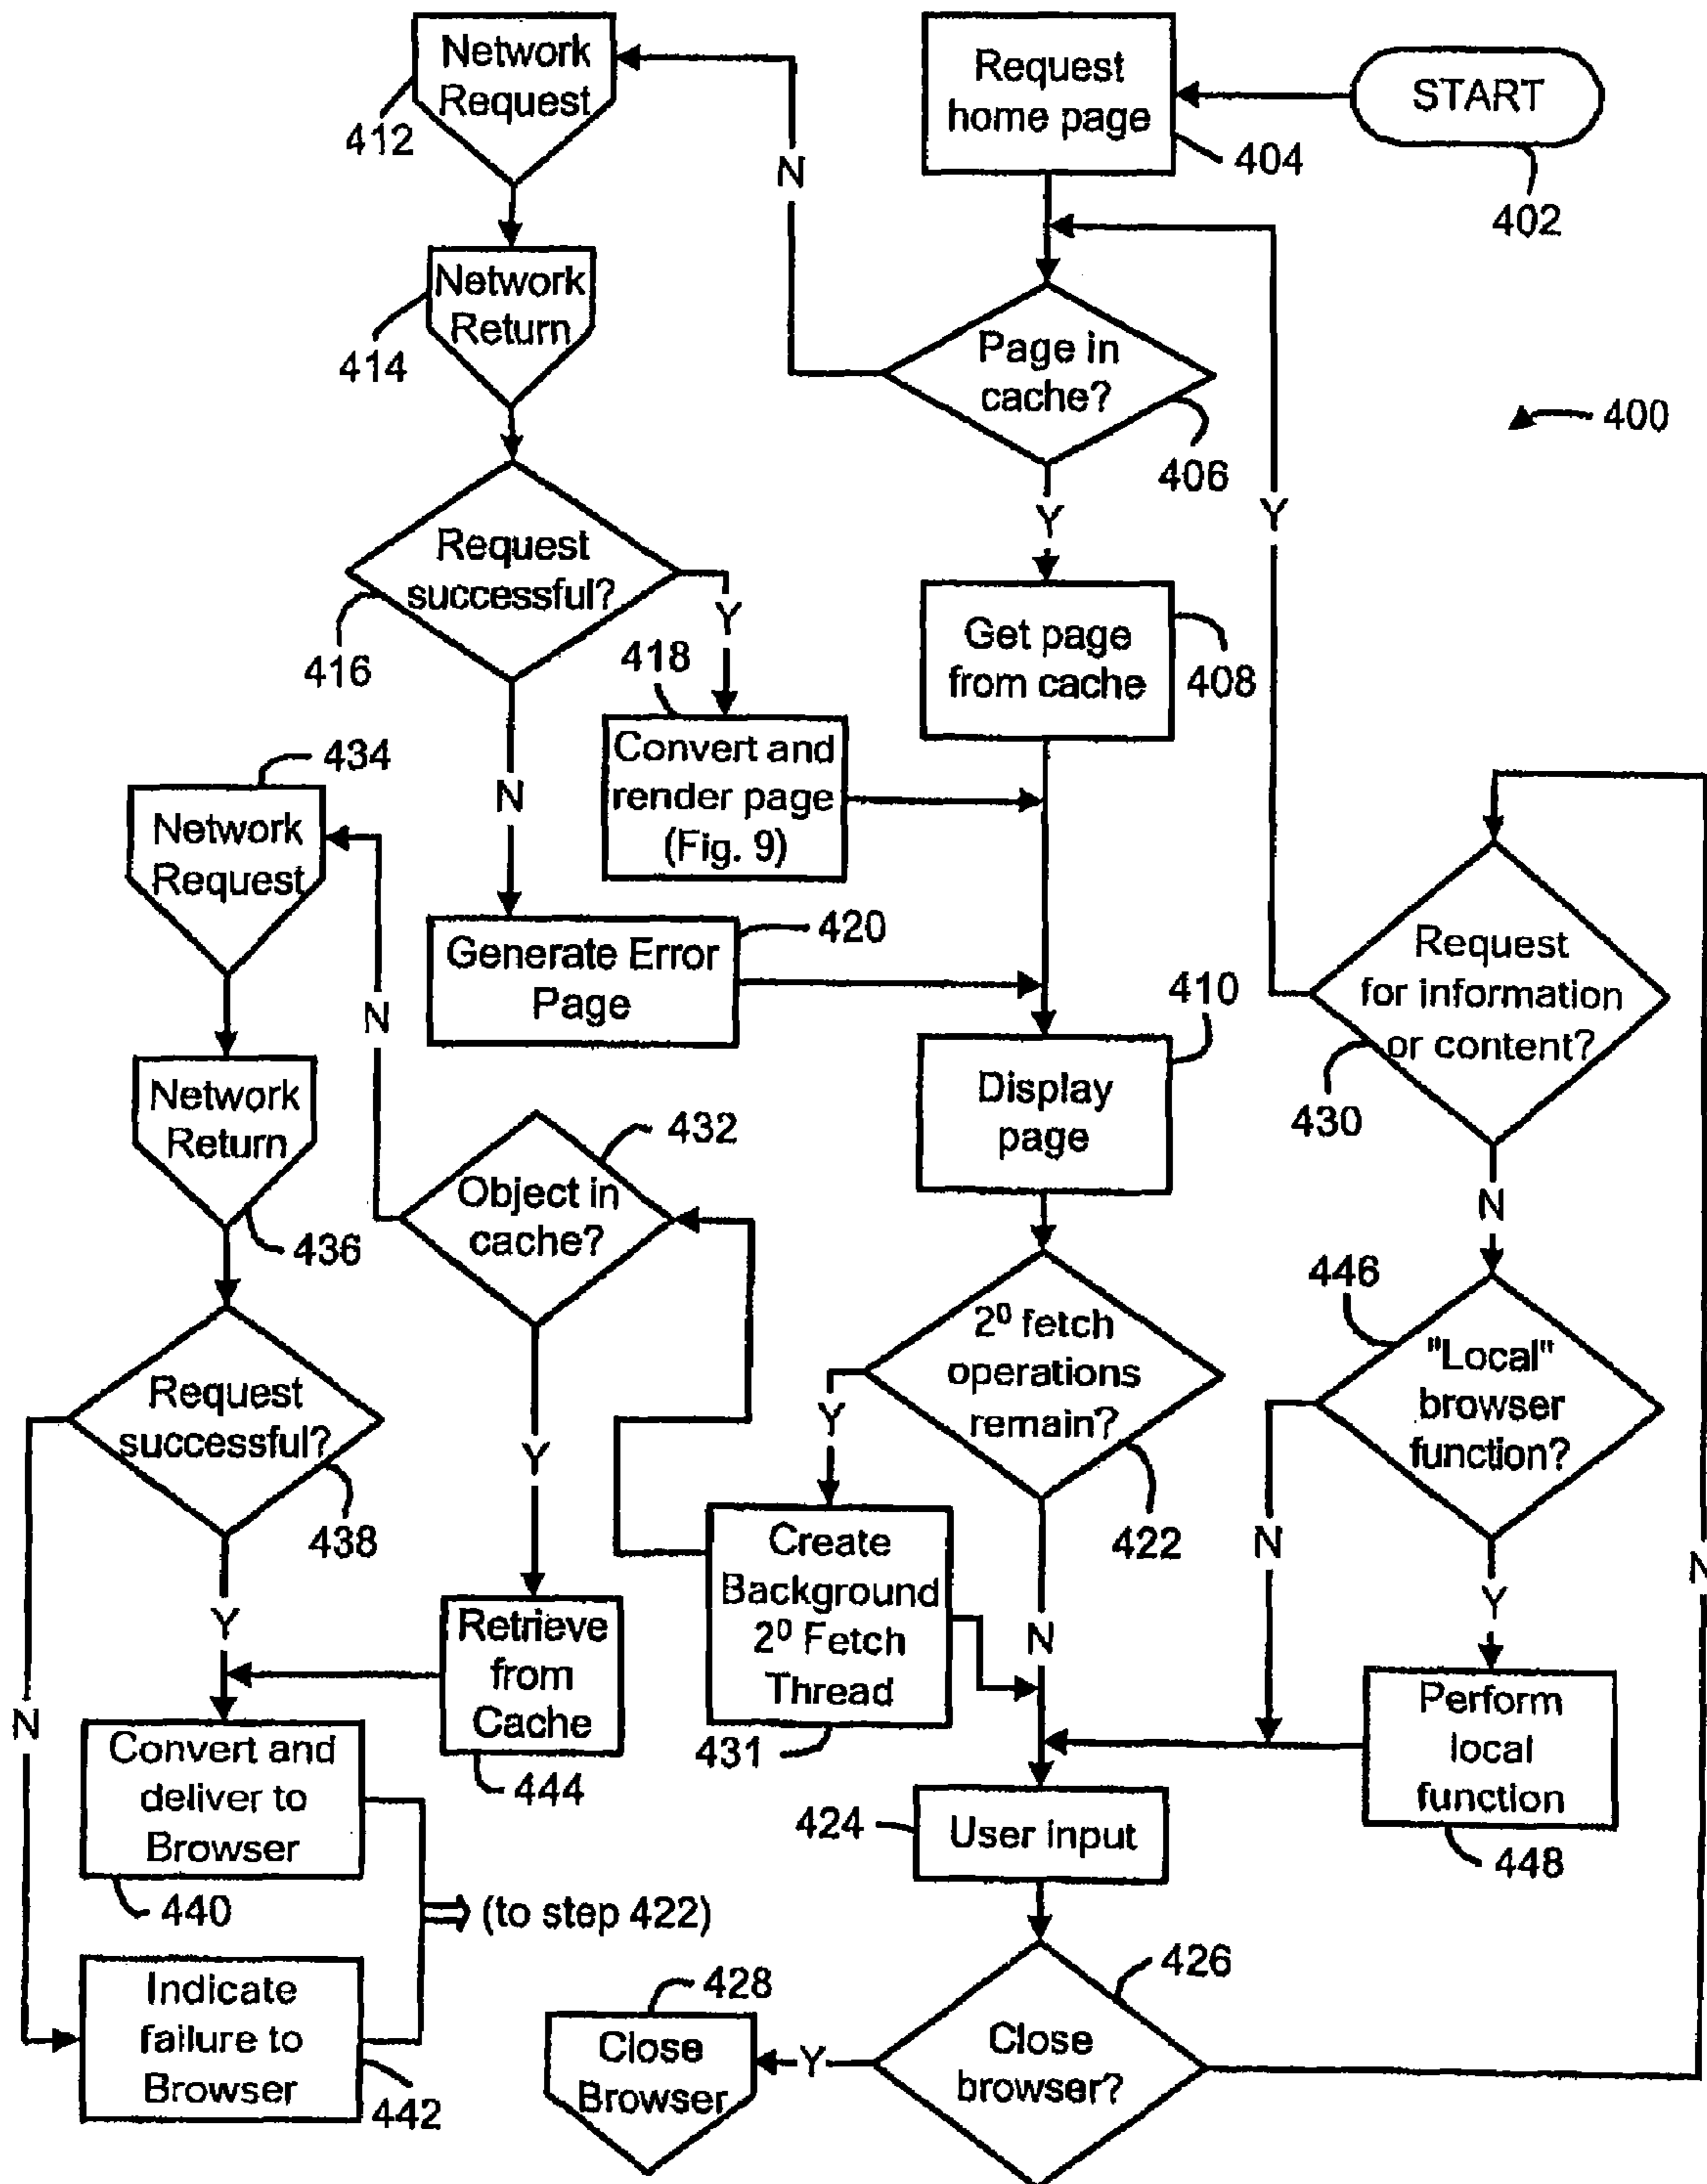 Network
Request
412
Request
home page
404
START
402
N
Network
Return
414
Page in
cache?
406
400
Y
Y
Request
successful?
416
Y
418
Get page
from cache
408
N
Convert and
render page
(Fig. 9)
434
Network
Request
Generate Error
Page
420
N
410
Display
page
Request
for information
or content?
430
Network
Return
436
Object in
cache?
432
N
446
"Local"
browser
function?
2⁰ fetch
operations
remain?
422
Y
Request
successful?
438
Y
Create
Background
2⁰ Fetch
Thread
431
N
N
Y
N
Y
N
Retrieve
from
Cache
444
Perform
local
function
448
Convert and
deliver to
Browser
440
424
User input
(to step 422)
Indicate
failure to
Browser
442
428
Close
Browser
Y
Close
browser?
426